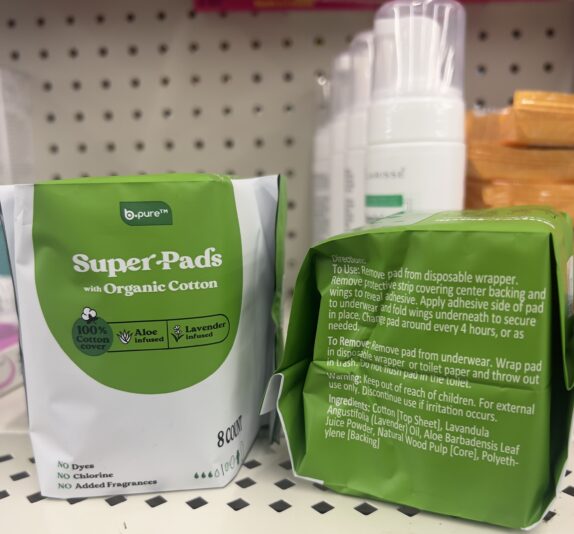 b.pure™
Super-Pads
with Organic Cotton
100%
Cotton
cover
Aloe
infused
Lavender
infused
8 COUNT
NO Dyes
NO Chlorine
NO Added Fragrances
Directions:
To Use: Remove pad from disposable wrapper.
Remove protective strip covering center backing and
wings to reveal adhesive. Apply adhesive side of pad
to underwear and fold wings underneath to secure
in place. Change pad around every 4 hours, or as
needed.
To Remove: Remove pad from underwear. Wrap pad
in disposable wrapper, or toilet paper and throw out
in trash. Do not flush pad in the toilet.
Warning: Keep out of reach of children. For external
use only. Discontinue use if irritation occurs.
Ingredients: Cotton [Top Sheet], Lavandula
Angustifolia (Lavender) Oil, Aloe Barbadensis Leaf
Juice Powder, Natural Wood Pulp [Core], Polyeth-
ylene [Backing]